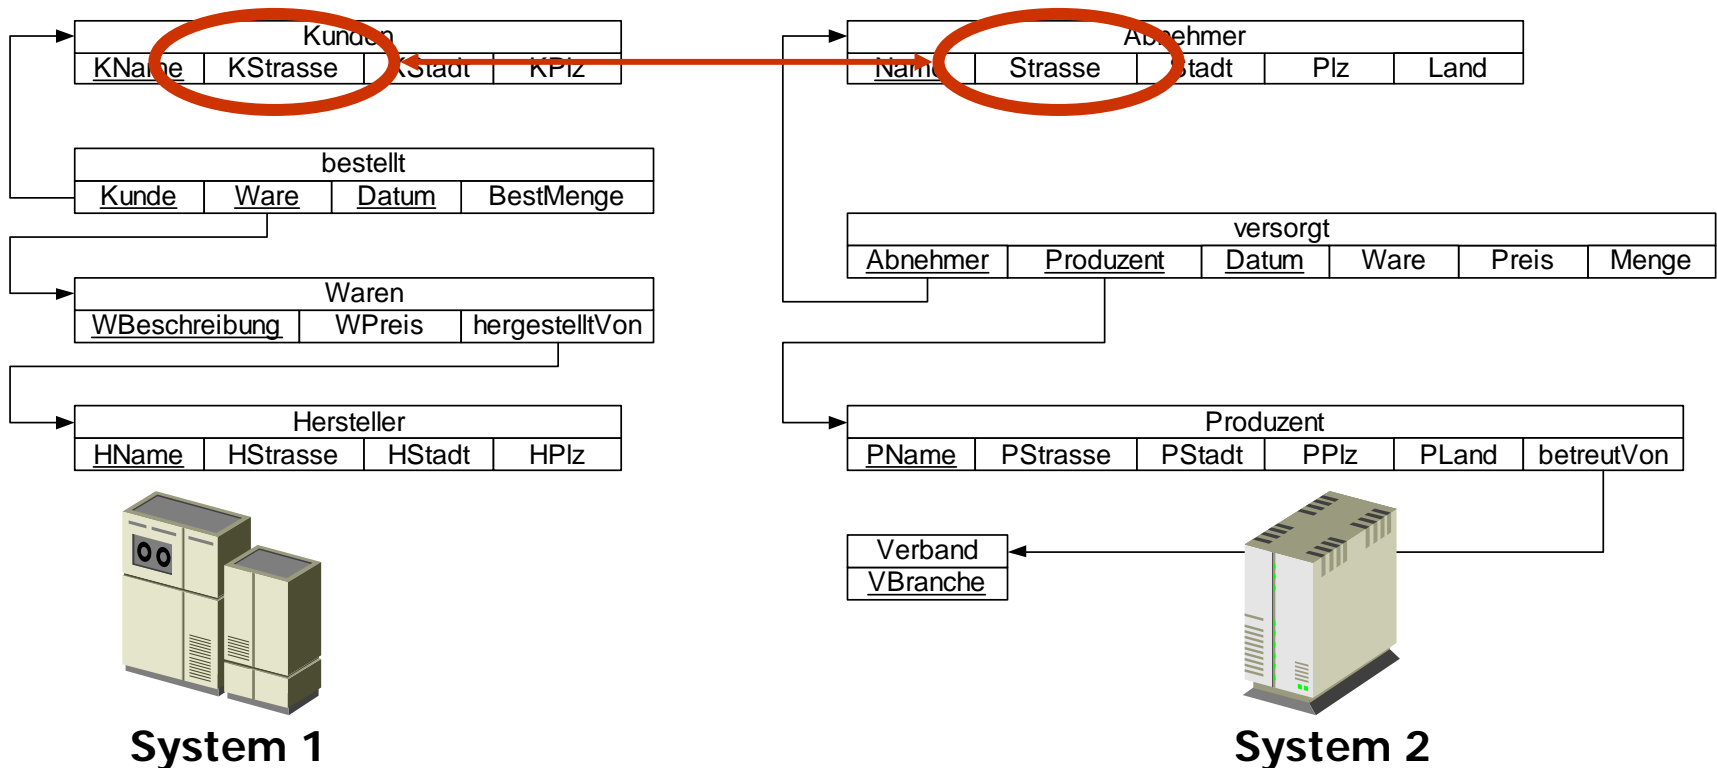 Kunden
KName KStrasse KStadt KPlz
bestellt
Kunde Ware Datum BestMenge
Waren
WBeschreibung WPreis hergestelltVon
Hersteller
HName HStrasse HStadt HPlz
System 1
Abnehmer
Name Strasse Stadt Plz Land
versorgt
Abnehmer Produzent Datum Ware Preis Menge
Produzent
PName PStrasse PStadt PPlz PLand betreutVon
Verband
VBranche
System 2